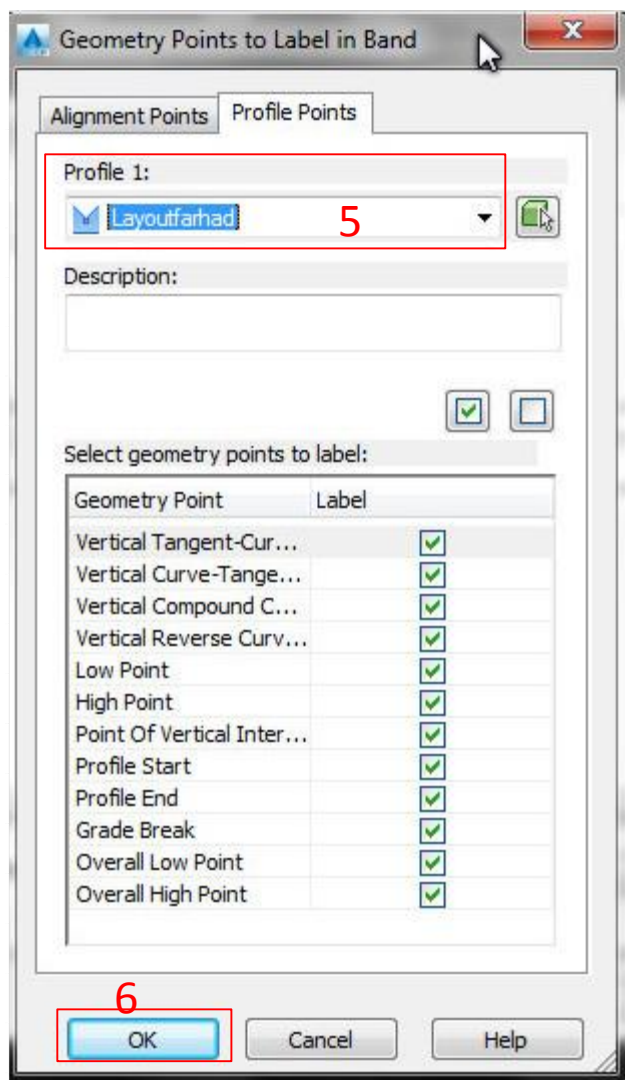 Geometry Points to Label in Band
Alignment Points Profile Points
Profile 1:
Layoutfarhad 5
Description:
Select geometry points to label:
Geometry Point Label
Vertical Tangent-Cur...
Vertical Curve-Tange...
Vertical Compound C...
Vertical Reverse Curv...
Low Point
High Point
Point Of Vertical Inter...
Profile Start
Profile End
Grade Break
Overall Low Point
Overall High Point
6
OK Cancel Help